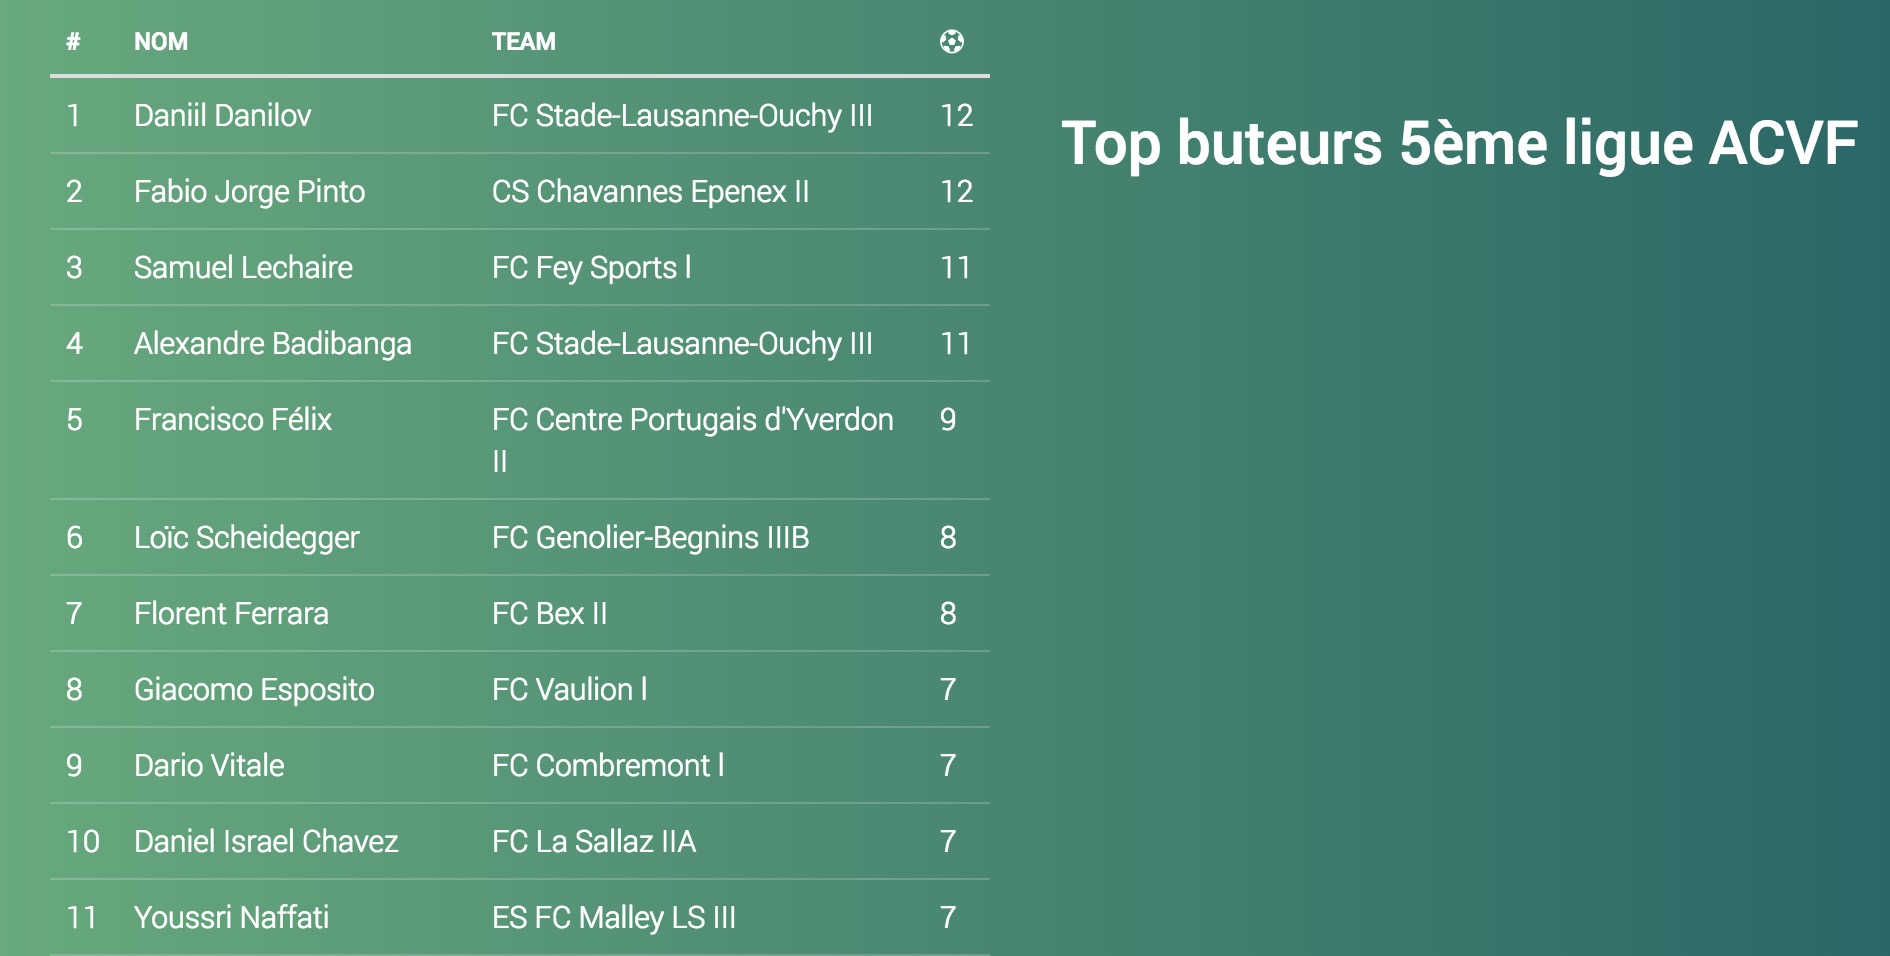 # NOM TEAM
1 Daniil Danilov FC Stade-Lausanne-Ouchy III 12
2 Fabio Jorge Pinto CS Chavannes Epenex II 12
3 Samuel Lechaire FC Fey Sports l 11
4 Alexandre Badibanga FC Stade-Lausanne-Ouchy III 11
5 Francisco Félix FC Centre Portugais d'Yverdon 9
II
6 Loïc Scheidegger FC Genolier-Begnins IIIB 8
7 Florent Ferrara FC Bex II 8
8 Giacomo Esposito FC Vaulion l 7
9 Dario Vitale FC Combremont l 7
10 Daniel Israel Chavez FC La Sallaz IIA 7
11 Youssri Naffati ES FC Malley LS III 7
Top buteurs 5ème ligue ACVF